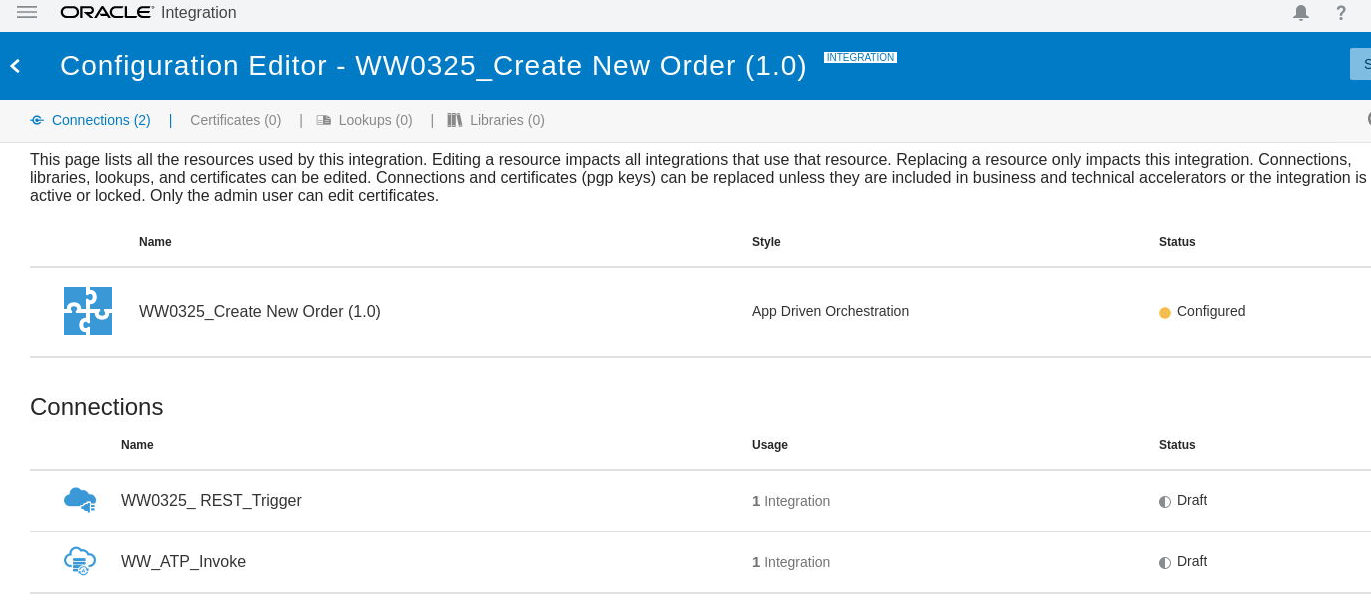 ORACLE Integration ?
Configuration Editor - WW0325_Create New Order (1.0) INTEGRATION S
Connections (2) | Certificates (0) | Lookups (0) | Libraries (0)
This page lists all the resources used by this integration. Editing a resource impacts all integrations that use that resource. Replacing a resource only impacts this integration. Connections,
libraries, lookups, and certificates can be edited. Connections and certificates (pgp keys) can be replaced unless they are included in business and technical accelerators or the integration is
active or locked. Only the admin user can edit certificates.
Name Style Status
WW0325_Create New Order (1.0) App Driven Orchestration Configured
Connections
Name Usage Status
WW0325_ REST_Trigger 1 Integration Draft
WW_ATP_Invoke 1 Integration Draft